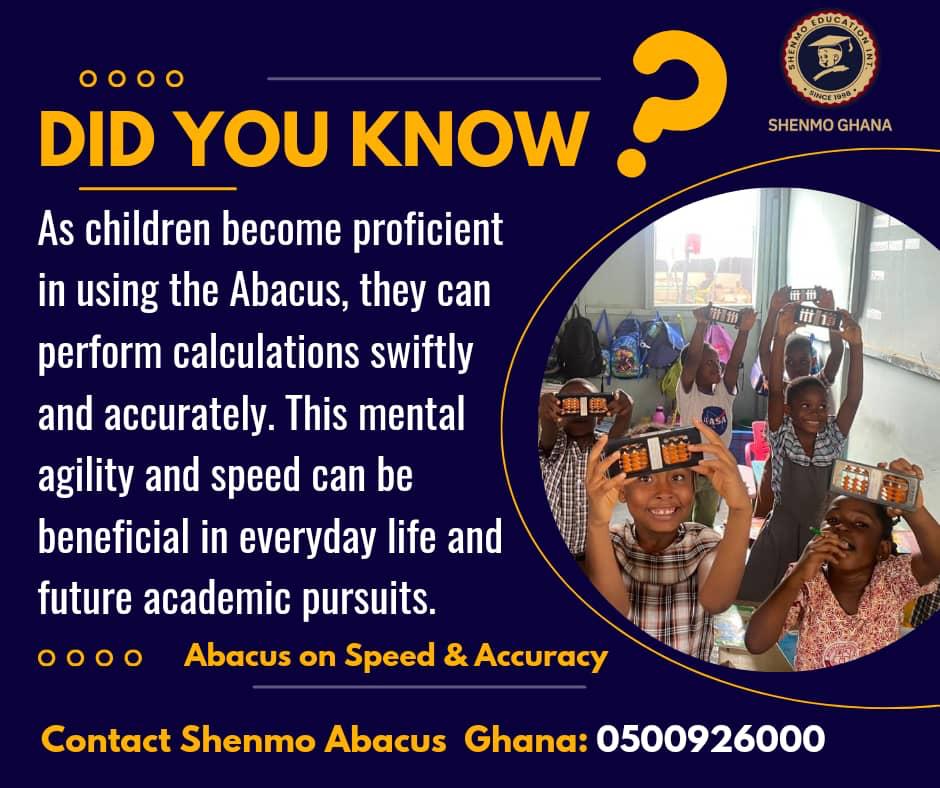 SHENMO EDUCATION INT.
SINCE 1998
SHENMO GHANA
DID YOU KNOW ?
As children become proficient
in using the Abacus, they can
perform calculations swiftly
and accurately. This mental
agility and speed can be
beneficial in everyday life and
future academic pursuits.
Abacus on Speed & Accuracy
NASA
Contact Shenmo Abacus Ghana: 0500926000